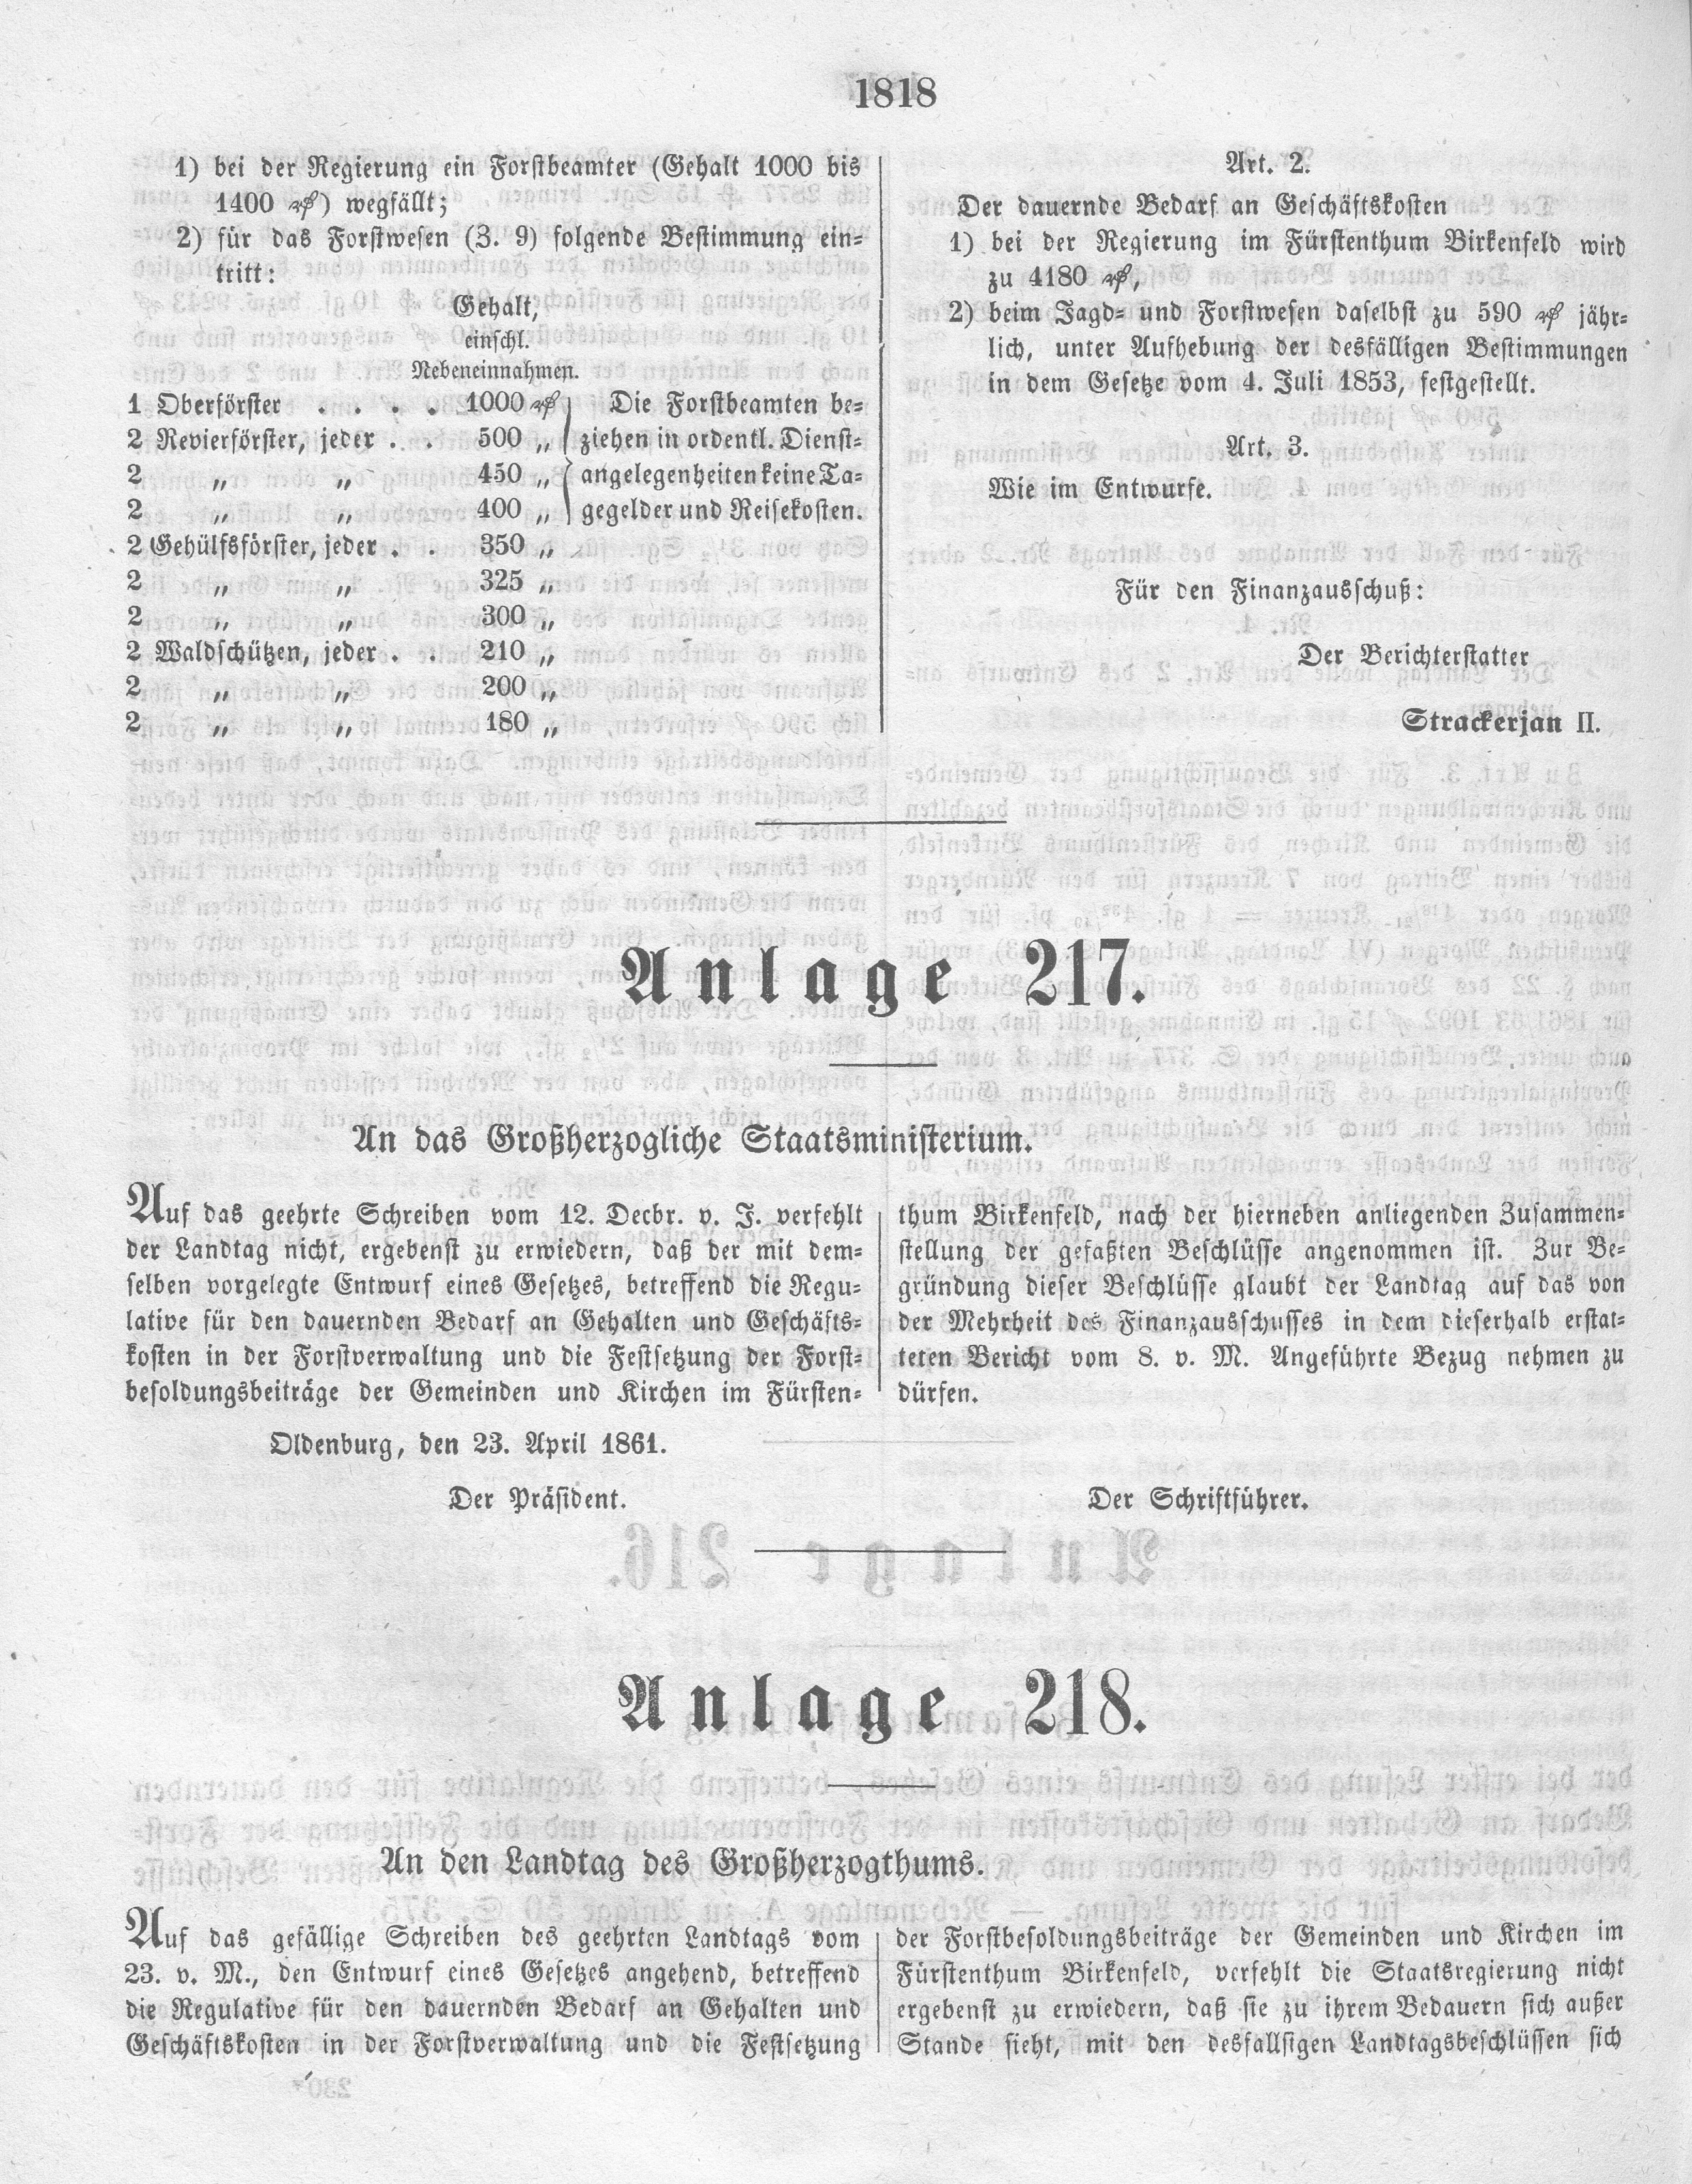 1818
1) bei der Regierung ein Forstbeamter (Gehalt 1000 bis
1400 ₰) wegfällt;
2) für das Forstwesen (3. 9) folgende Bestimmung ein-
tritt:
Gehalt,
einschl.
Nebeneinnahmen.
1 Oberförster . . . . 1000 ₰ Die Forstbeamten be-
2 Revierförster, jeder . . 500 „ ziehen in ordentl. Dienst-
2 „ „ 450 „ angelegenheiten keine Ta-
2 „ „ 400 „ gegelder und Reisekosten.
2 Gehülfsförster, jeder . . 350 „
2 „ „ 325 „
2 „ „ 300 „
2 Waldschützen, jeder . . 210 „
2 „ „ 200 „
2 „ „ 180 „
Art. 2.
Der dauernde Bedarf an Geschäftskosten
1) bei der Regierung im Fürstenthum Birkenfeld wird
zu 4180 ₰,
2) beim Jagd- und Forstwesen daselbst zu 590 ₰ jähr-
lich, unter Aufhebung der desfälligen Bestimmungen
in dem Gesetze vom 4. Juli 1853, festgestellt.
Art. 3.
Wie im Entwurfe.
Für den Finanzausschuß:
Der Berichterstatter
Strackerjan II.
Anlage 217.
An das Großherzogliche Staatsministerium.
Auf das geehrte Schreiben vom 12. Decbr. v. J. verfehlt
der Landtag nicht, ergebenst zu erwiedern, daß der mit dem-
selben vorgelegte Entwurf eines Gesetzes, betreffend die Regu-
lative für den dauernden Bedarf an Gehalten und Geschäfts-
kosten in der Forstverwaltung und die Festsetzung der Forst-
besoldungsbeiträge der Gemeinden und Kirchen im Fürsten-
thum Birkenfeld, nach der hierneben anliegenden Zusammen-
stellung der gefaßten Beschlüsse angenommen ist. Zur Be-
gründung dieser Beschlüsse glaubt der Landtag auf das von
der Mehrheit des Finanzausschusses in dem dieserhalb erstat-
teten Bericht vom 8. v. M. Angeführte Bezug nehmen zu
dürfen.
Oldenburg, den 23. April 1861.
Der Präsident. Der Schriftführer.
Anlage 218.
An den Landtag des Großherzogthums.
Auf das gefällige Schreiben des geehrten Landtags vom
23. v. M., den Entwurf eines Gesetzes angehend, betreffend
die Regulative für den dauernden Bedarf an Gehalten und
Geschäftskosten in der Forstverwaltung und die Festsetzung
der Forstbesoldungsbeiträge der Gemeinden und Kirchen im
Fürstenthum Birkenfeld, verfehlt die Staatsregierung nicht
ergebenst zu erwiedern, daß sie zu ihrem Bedauern sich außer
Stande sieht, mit den desfallsigen Landtagsbeschlüssen sich